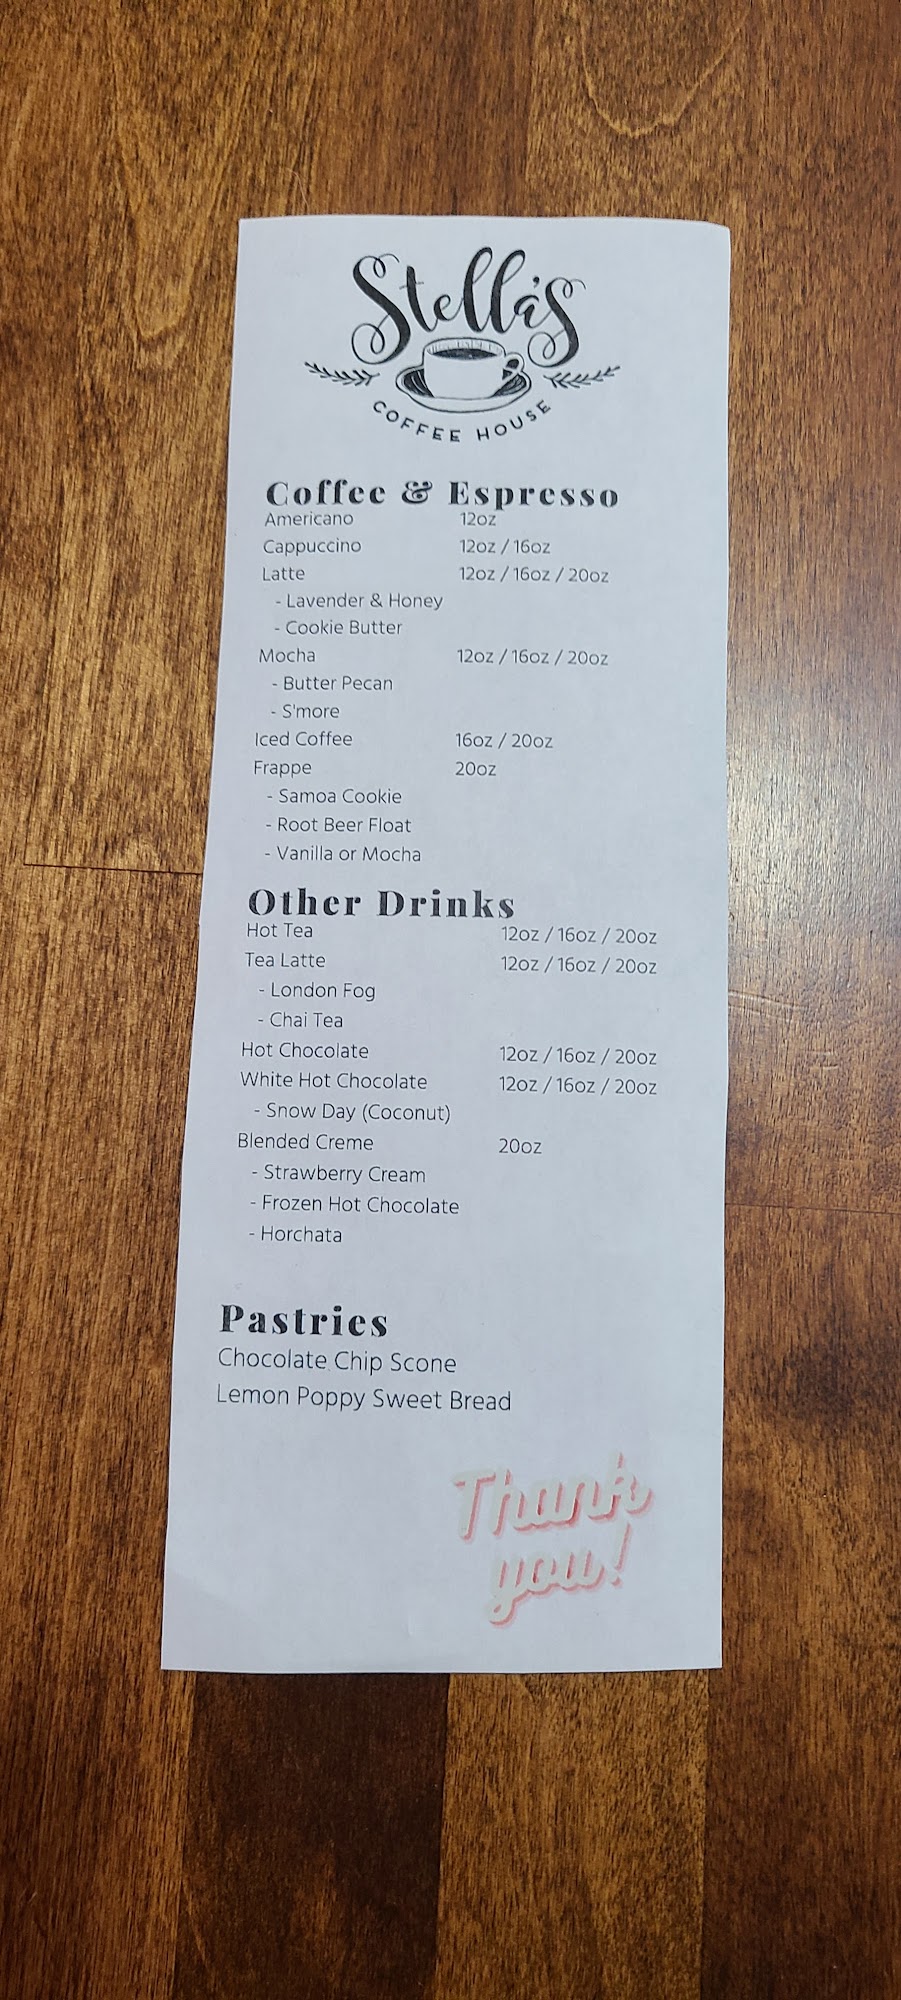 Stella's
COFFEE HOUSE
Coffee & Espresso
Americano 12oz
Cappuccino 12oz / 16oz
Latte 12oz / 16oz / 20oz
- Lavender & Honey
- Cookie Butter
Mocha 12oz / 16oz / 20oz
- Butter Pecan
- S'more
Iced Coffee 16oz / 20oz
Frappe 20oz
- Samoa Cookie
- Root Beer Float
- Vanilla or Mocha
Other Drinks
Hot Tea 12oz / 16oz / 20oz
Tea Latte 12oz / 16oz / 20oz
- London Fog
- Chai Tea
Hot Chocolate 12oz / 16oz / 20oz
White Hot Chocolate 12oz / 16oz / 20oz
- Snow Day (Coconut)
Blended Creme 20oz
- Strawberry Cream
- Frozen Hot Chocolate
- Horchata
Pastries
Chocolate Chip Scone
Lemon Poppy Sweet Bread
Thank
you!